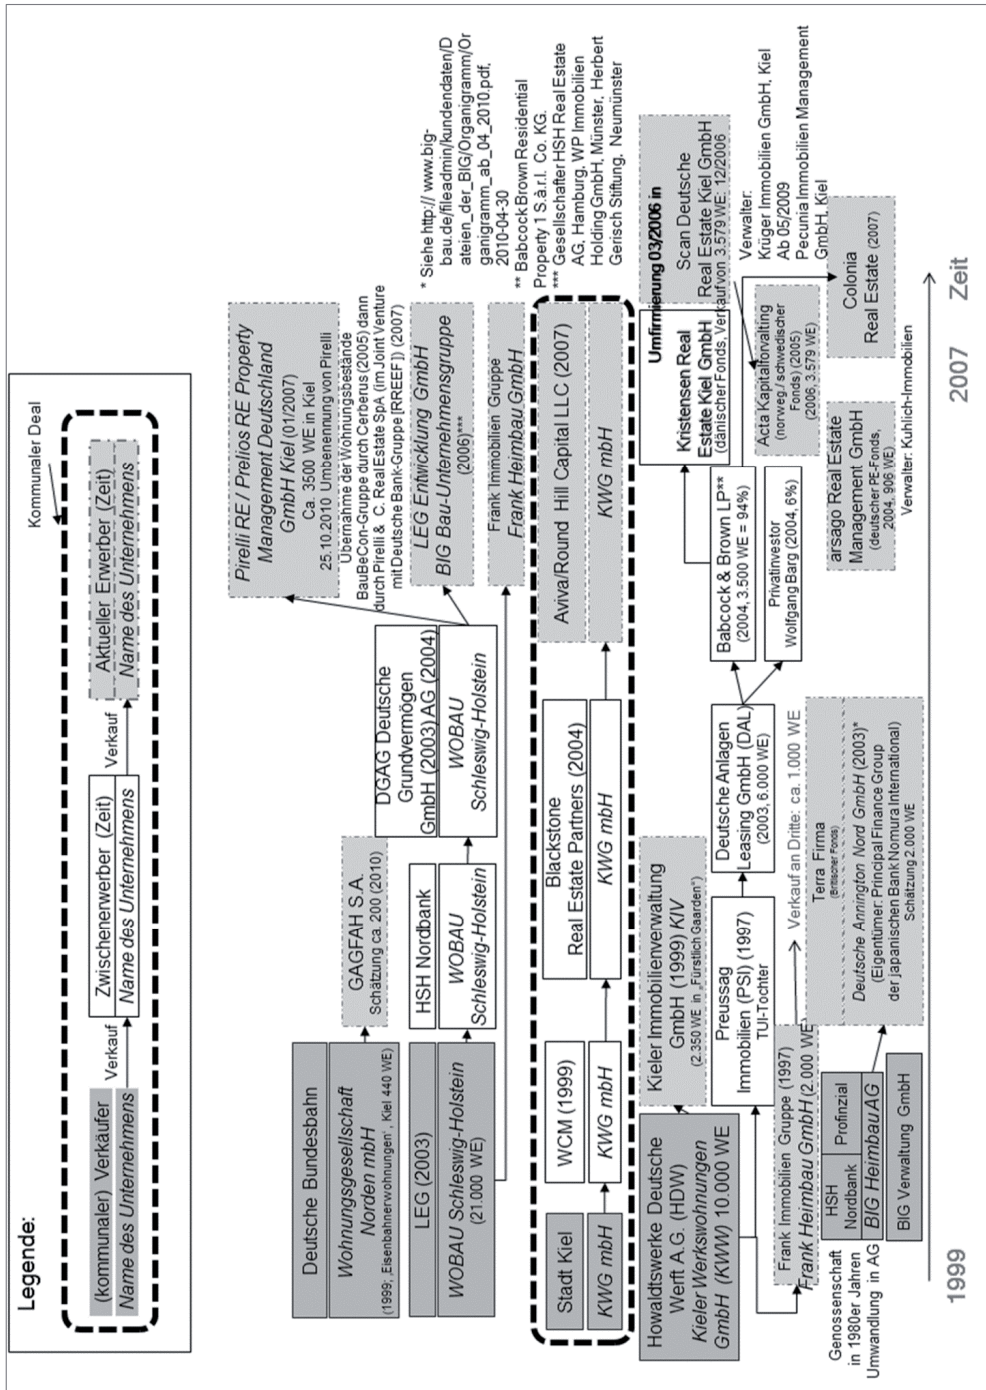 Legende:
Kommunaler Deal
(kommunaler) Verkäufer
Name des Unternehmens
Verkauf
Zwischenerwerber (Zeit)
Name des Unternehmens
Verkauf
Aktueller Erwerber (Zeit)
Name des Unternehmens
Deutsche Bundesbahn
Wohnungsgesellschaft
Norden mbH
(1999; „Eisenbahnerwohnungen“, Kiel 440 WE)
GAGFAH S.A.
Schätzung ca. 200 (2010)
LEG (2003)
WOBAU Schleswig-Holstein
(21.000 WE)
HSH Nordbank
WOBAU
Schleswig-Holstein
DGAG Deutsche
Grundvermögen
GmbH (2003) AG (2004)
WOBAU
Schleswig-Holstein
Pirelli RE / Prelios RE Property
Management Deutschland
GmbH Kiel (01/2007)
Ca. 3500 WE in Kiel
25.10.2010 Umbenennung von Pirelli
Übernahme der Wohnungsbestände
BauBeCon-Gruppe durch Cerberus (2005) dann
durch Pirelli & C. Real Estate SpA (im Joint Venture
mit Deutsche Bank-Gruppe [RREEF]) (2007)
LEG Entwicklung GmbH
BIG Bau-Unternehmensgruppe
(2006)***
Frank Immobilien Gruppe
Frank Heimbau GmbH
* Siehe http:// www.big-
bau.de/fileadmin/kundendaten/D
ateien_der_BIG/Organigramm/Or
ganigramm_ab_04_2010.pdf,
2010-04-30
** Babcock Brown Residential
Property 1 S.à.r.l. Co. KG.
*** Gesellschafter HSH Real Estate
AG, Hamburg, WP Immobilien
Holding GmbH, Münster, Herbert
Gerisch Stiftung, Neumünster
Stadt Kiel
KWG mbH
WCM (1999)
KWG mbH
Blackstone
Real Estate Partners (2004)
KWG mbH
Aviva/Round Hill Capital LLC (2007)
KWG mbH
Howaldtswerke Deutsche
Werft A.G. (HDW)
Kieler Werkswohnungen
GmbH (KWW) 10.000 WE
Kieler Immobilienverwaltung
GmbH (1999) KIV
(2.350 WE in „Fürstlich Gaarden“)
Preussag
Immobilien (PSI) (1997)
TUI-Tochter
Deutsche Anlagen
Leasing GmbH (DAL)
(2003, 6.000 WE)
Babcock & Brown LP**
(2004, 3.500 WE = 94%)
Privatinvestor
Wolfgang Barg (2004, 6%)
Umfirmierung 03/2006 in
Kristensen Real
Estate Kiel GmbH
(dänischer Fonds, Verkauf von 3.579 WE: 12/2006
Scan Deutsche
Real Estate Kiel GmbH
Acta Kapitalforvalting
(norweg./ schwedischer
Fonds) (2005)
(2006, 3.579 WE)
Verwalter:
Krüger Immobilien GmbH, Kiel
Ab 05/2009
Pecunia Immobilien Management
GmbH, Kiel
arsago Real Estate
Management GmbH
(deutscher PE-Fonds,
2004, 906 WE)
Verwalter: Kuhlich-Immobilien
Colonia
Real Estate (2007)
Frank Immobilien Gruppe (1997)
Frank Heimbau GmbH (2.000 WE)
Verkauf an Dritte: ca. 1.000 WE
Genossenschaft
in 1980er Jahren
Umwandlung in AG
HSH
Nordbank
Profinzial
BIG Heimbau AG
BIG Verwaltung GmbH
Terra Firma
(Britischer Fonds)
Deutsche Annington Nord GmbH (2003)*
(Eigentümer: Principal Finance Group
der japanischen Bank Nomura International)
Schätzung 2.000 WE
1999
2007
Zeit